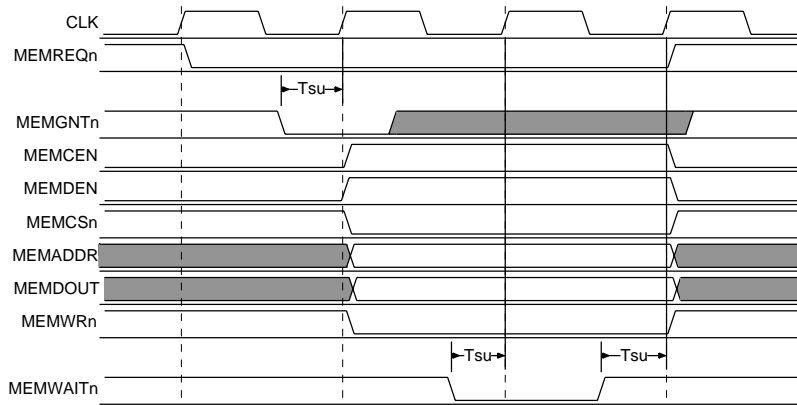 CLK
MEMREQn
Tsu
MEMGNTn
MEMCEN
MEMDEN
MEMCSn
MEMADDR
MEMDOUT
MEMWRn
Tsu Tsu
MEMWAITn